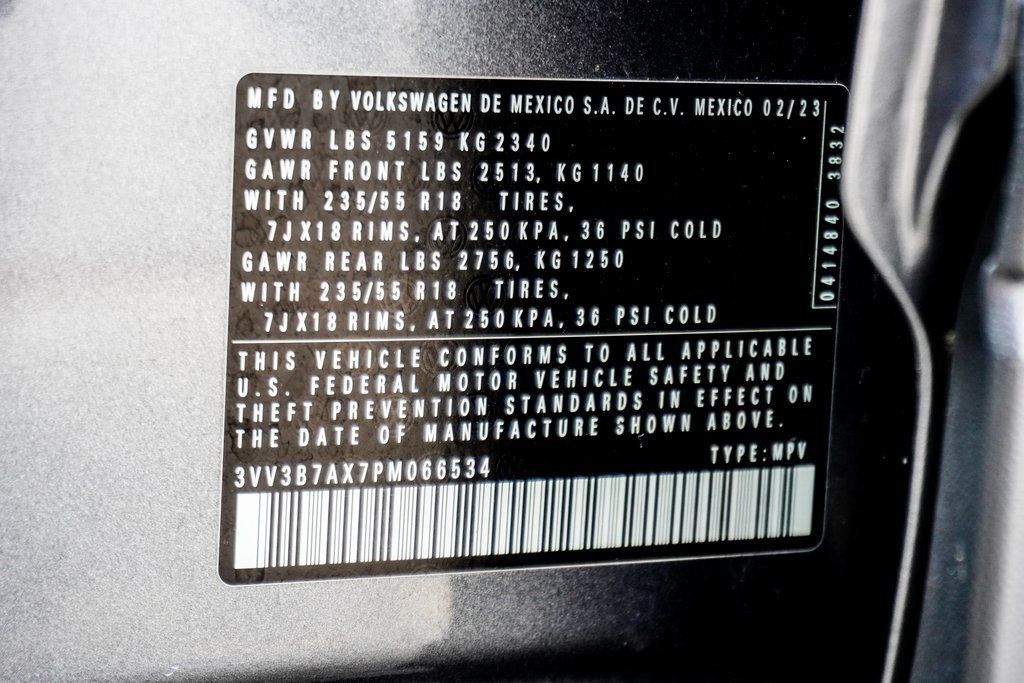 MFD BY VOLKSWAGEN DE MEXICO S.A. DE C.V. MEXICO 02/23
GVWR LBS 5159 KG 2340
GAWR FRONT LBS 2513, KG 1140
WITH 235/55 R18 TIRES,
7JX18 RIMS, AT 250 KPA, 36 PSI COLD
GAWR REAR LBS 2756, KG 1250
WITH 235/55 R18 TIRES,
7JX18 RIMS, AT 250 KPA, 36 PSI COLD
0414840 3832
THIS VEHICLE CONFORMS TO ALL APPLICABLE
U.S. FEDERAL MOTOR VEHICLE SAFETY AND
THEFT PREVENTION STANDARDS IN EFFECT ON
THE DATE OF MANUFACTURE SHOWN ABOVE.
TYPE: MPV
3VV3B7AX7PM066534